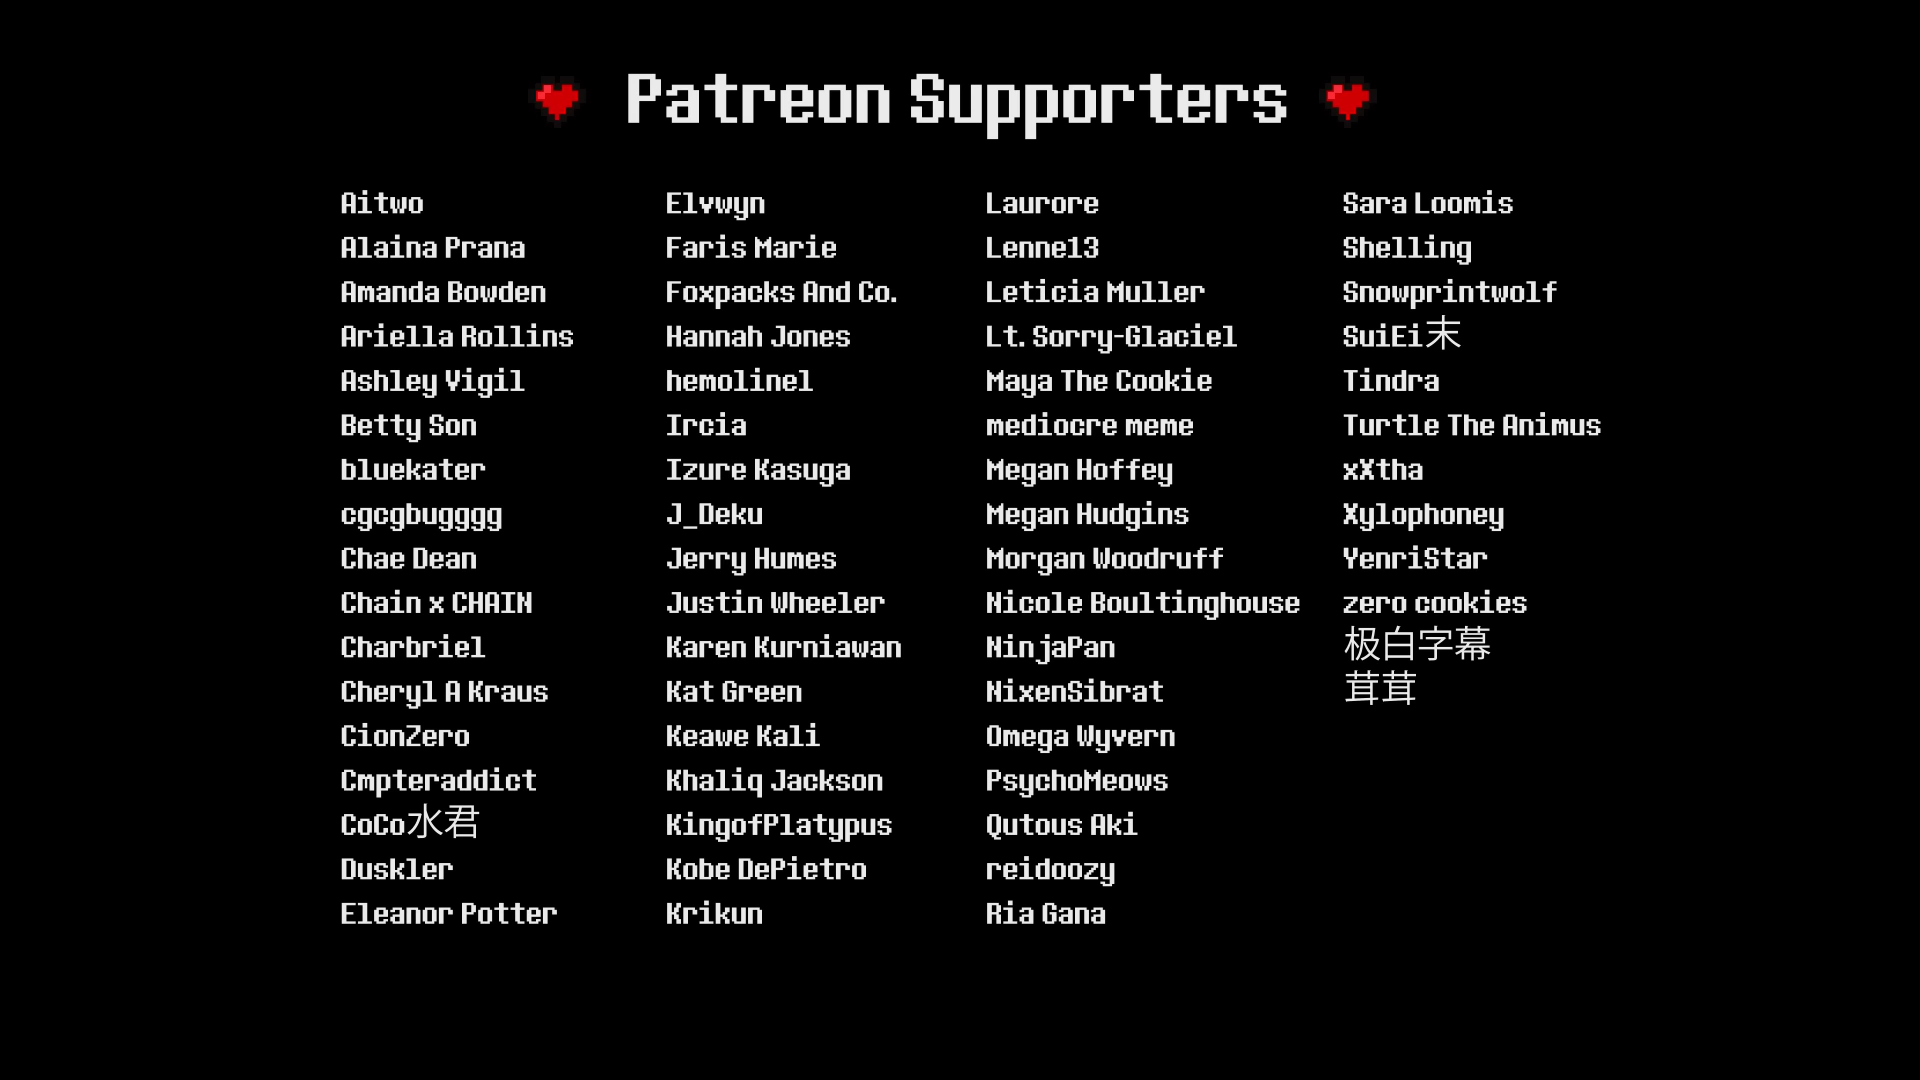 Patreon Supporters
Aitwo
Alaina Prana
Amanda Bowden
Ariella Rollins
Ashley Vigil
Betty Son
bluekater
cgcgbugggg
Chae Dean
Chain x CHAIN
Charbriel
Cheryl A Kraus
CionZero
Cmpteraddict
CoCo水君
Duskler
Eleanor Potter
Elvwyn
Faris Marie
Foxpacks And Co.
Hannah Jones
hemolinel
Ircia
Izure Kasuga
J_Deku
Jerry Humes
Justin Wheeler
Karen Kurniawan
Kat Green
Keawe Kali
Khaliq Jackson
KingofPlatypus
Kobe DePietro
Krikun
Laurore
Lenne13
Leticia Muller
Lt. Sorry-Glaciel
Maya The Cookie
mediocre meme
Megan Hoffey
Megan Hudgins
Morgan Woodruff
Nicole Boultinghouse
NinjaPan
NixenSibrat
Omega Wyvern
PsychoMeows
Qutous Aki
reidoozy
Ria Gana
Sara Loomis
Shelling
Snowprintwolf
SuiEi末
Tindra
Turtle The Animus
xXtha
Xylophoney
YenriStar
zero cookies
极白字幕
茸茸